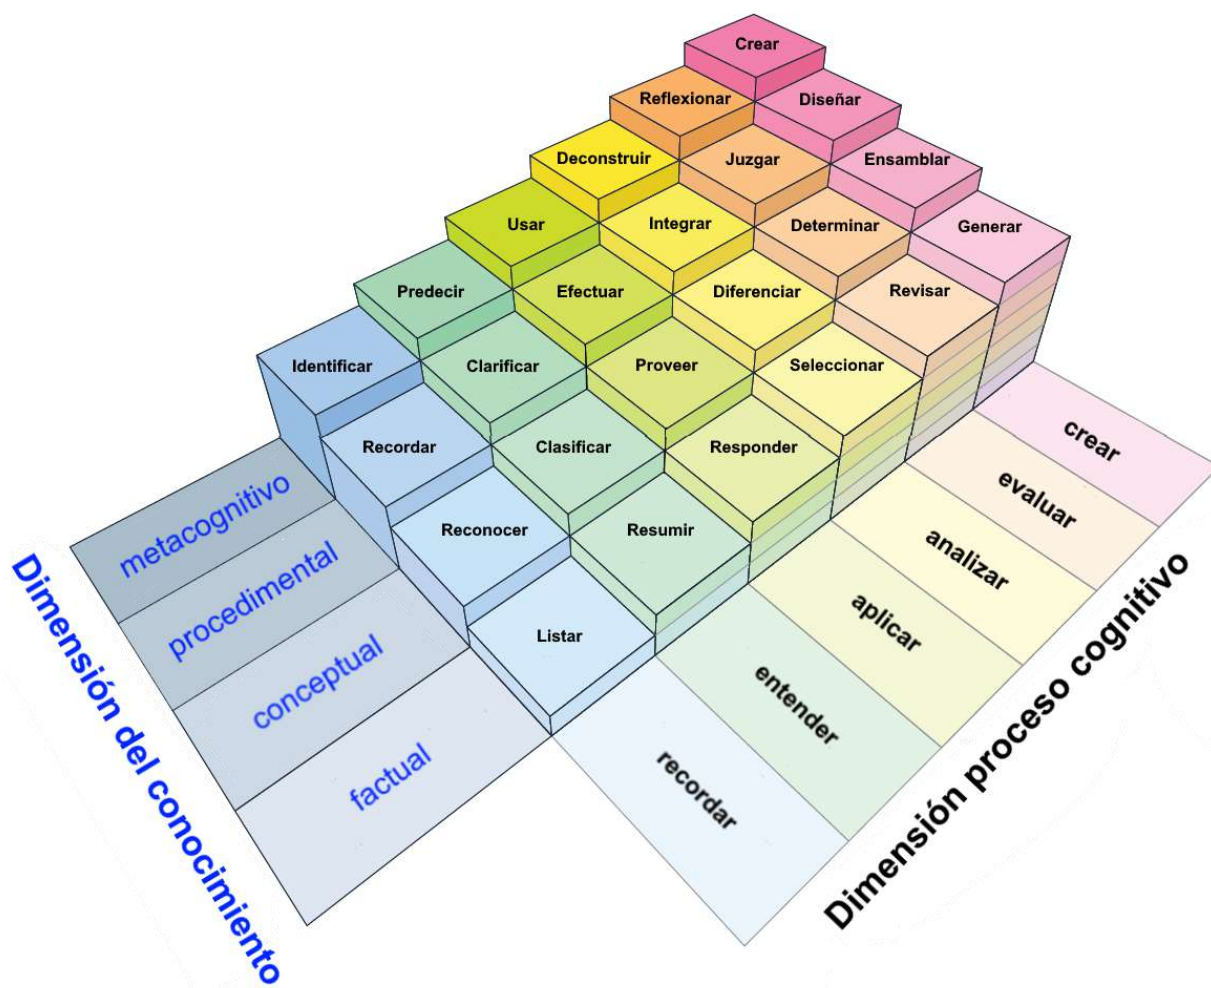 Crear
Reflexionar
Diseñar
Deconstruir
Juzgar
Ensamblar
Usar
Integrar
Determinar
Generar
Predecir
Efectuar
Diferenciar
Revisar
Identificar
Clarificar
Proveer
Seleccionar
Recordar
Clasificar
Responder
Reconocer
Resumir
Listar
metacognitivo
procedimental
conceptual
factual
Dimensión del conocimiento
crear
evaluar
analizar
aplicar
entender
recordar
Dimensión proceso cognitivo